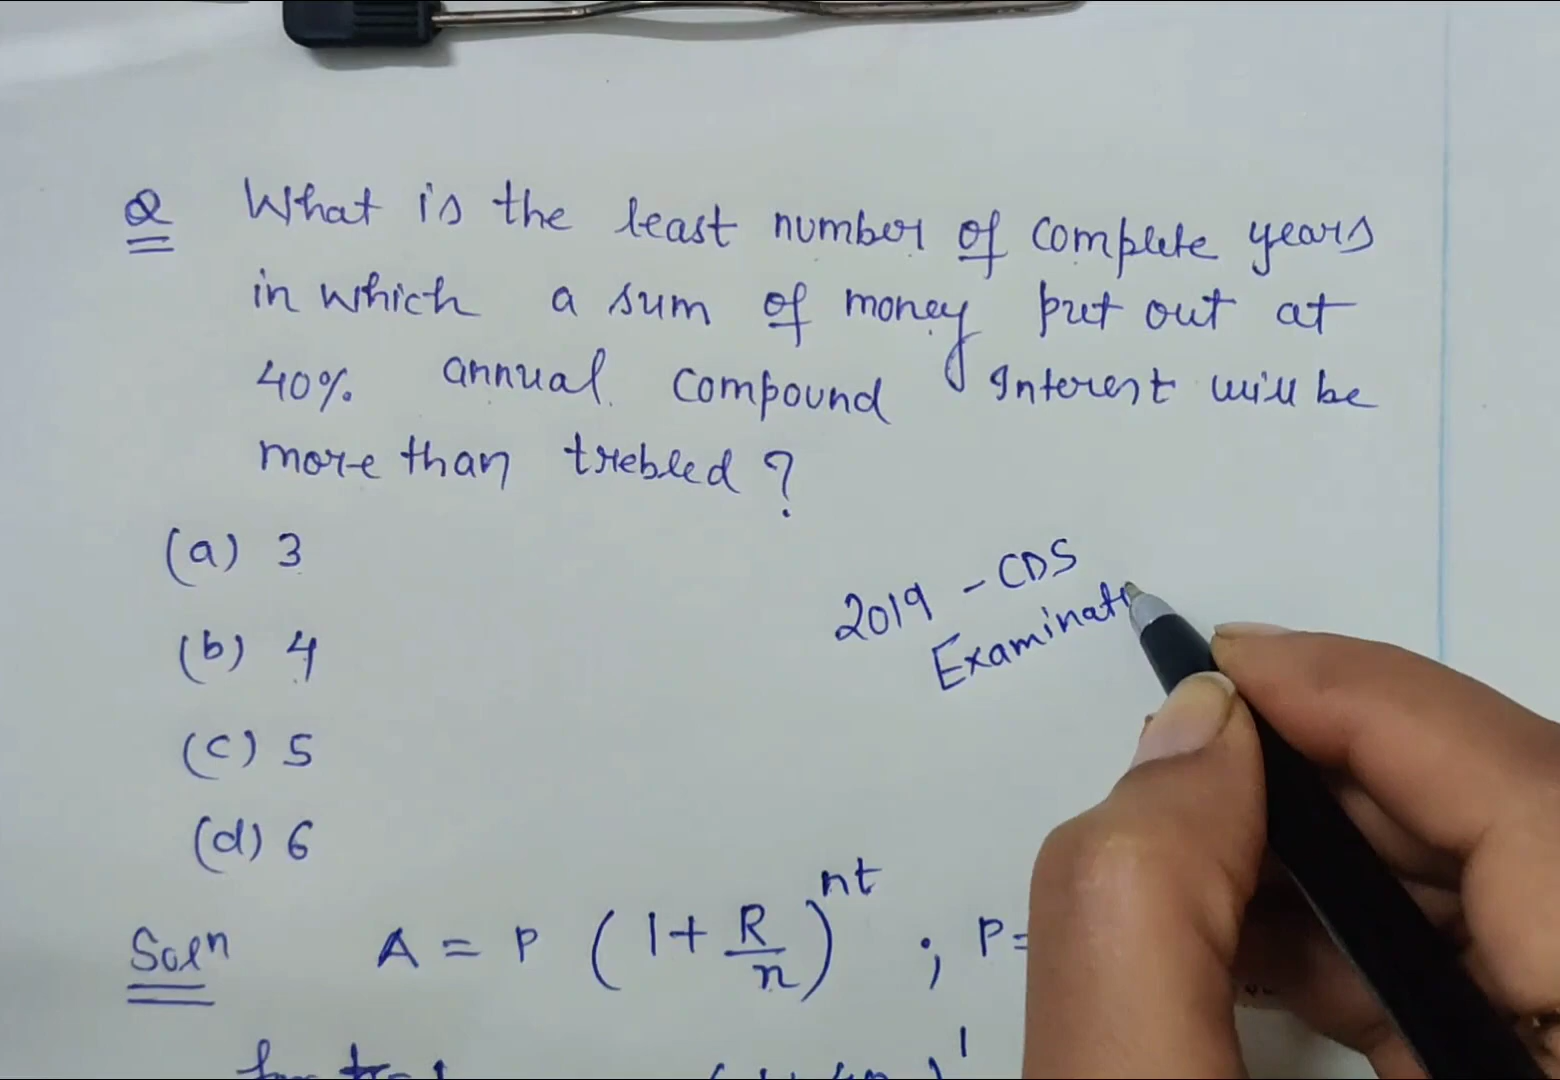 Q What is the least number of complete years
in which a sum of money put out at
40% annual compound Interest will be
more than trebled ?
(a) 3
(b) 4
(c) 5
(d) 6
2019 - CDS
Examinat
Soln A = P (1 + R/n)^nt ; P=